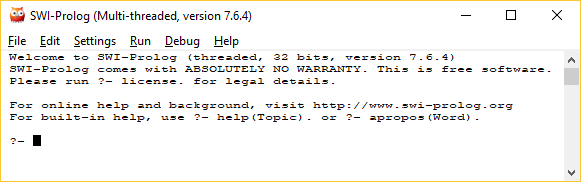 SWI-Prolog (Multi-threaded, version 7.6.4)
File Edit Settings Run Debug Help
Welcome to SWI-Prolog (threaded, 32 bits, version 7.6.4)
SWI-Prolog comes with ABSOLUTELY NO WARRANTY. This is free software.
Please run ?- license. for legal details.
For online help and background, visit http://www.swi-prolog.org
For built-in help, use ?- help(Topic). or ?- apropos(Word).
?-